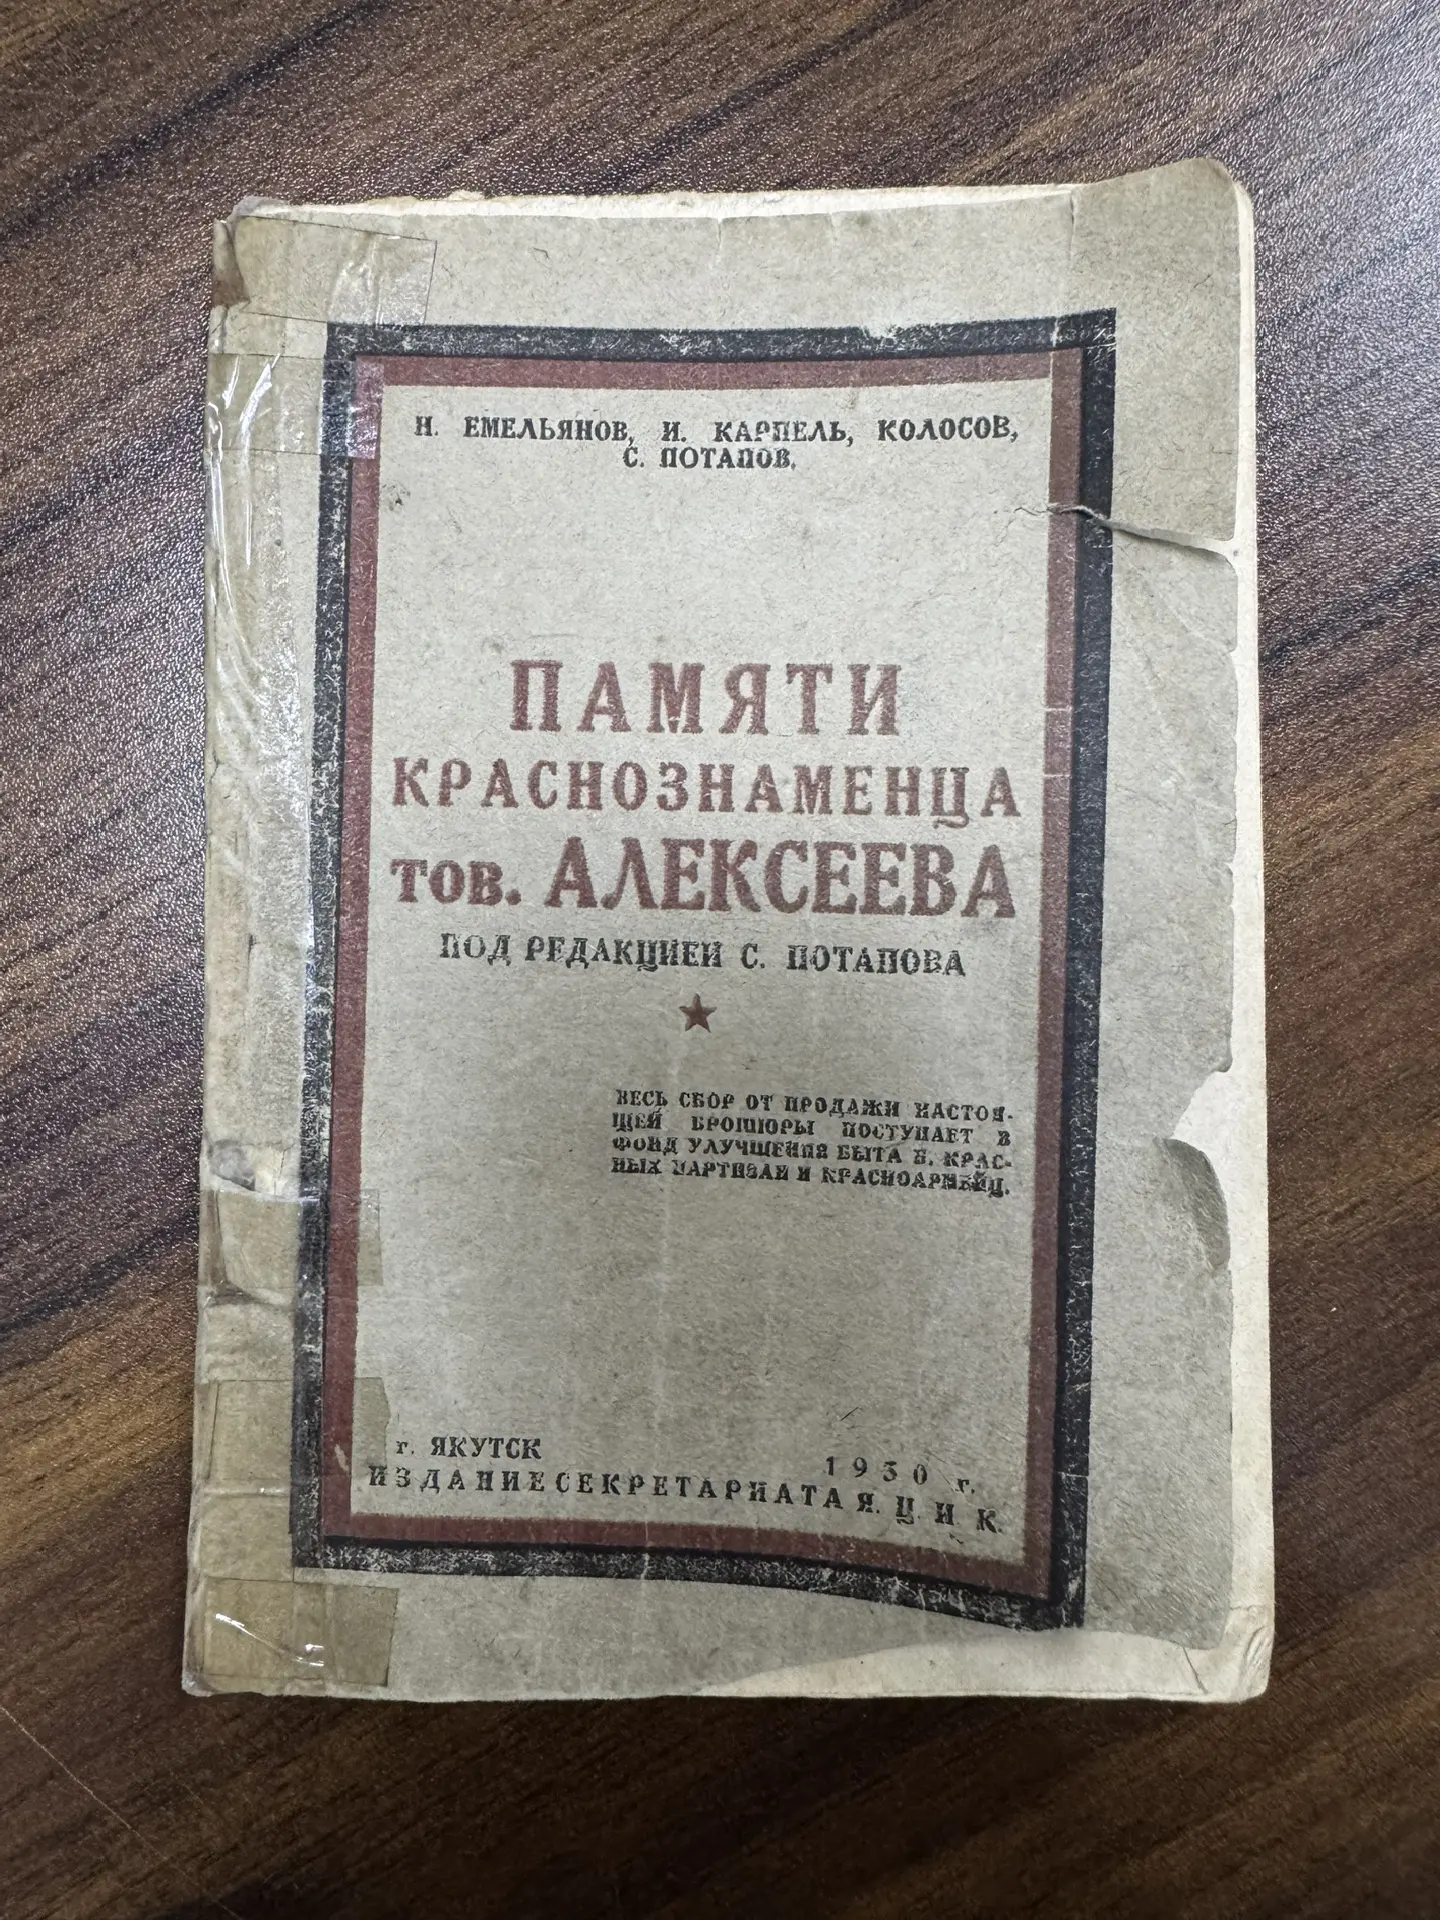 Н. ЕМЕЛЬЯНОВ, И. КАРПЕЛЬ, КОЛОСОВ,
С. ПОТАПОВ.
ПАМЯТИ
КРАСНОЗНАМЕНЦА
тов. АЛЕКСЕЕВА
ПОД РЕДАКЦИЕЙ С. ПОТАПОВА
ВЕСЬ СБОР ОТ ПРОДАЖИ НАСТОЯ-
ЩЕЙ БРОШЮРЫ ПОСТУПАЕТ В
ФОНД УЛУЧШЕНИЯ БЫТА Б. КРАС-
НЫХ ПАРТИЗАН И КРАСНОАРМЕЙЦ.
г. ЯКУТСК 1930 г.
ИЗДАНИЕ СЕКРЕТАРИАТА Я. Ц. И. К.